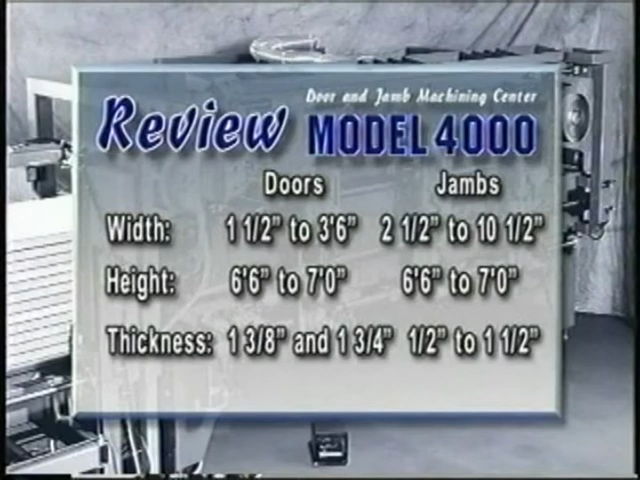 Door and Jamb Machining Center
Review MODEL 4000
Doors Jambs
Width: 1 1/2" to 3'6" 2 1/2" to 10 1/2"
Height: 6'6" to 7'0" 6'6" to 7'0"
Thickness: 1 3/8" and 1 3/4" 1/2" to 1 1/2"